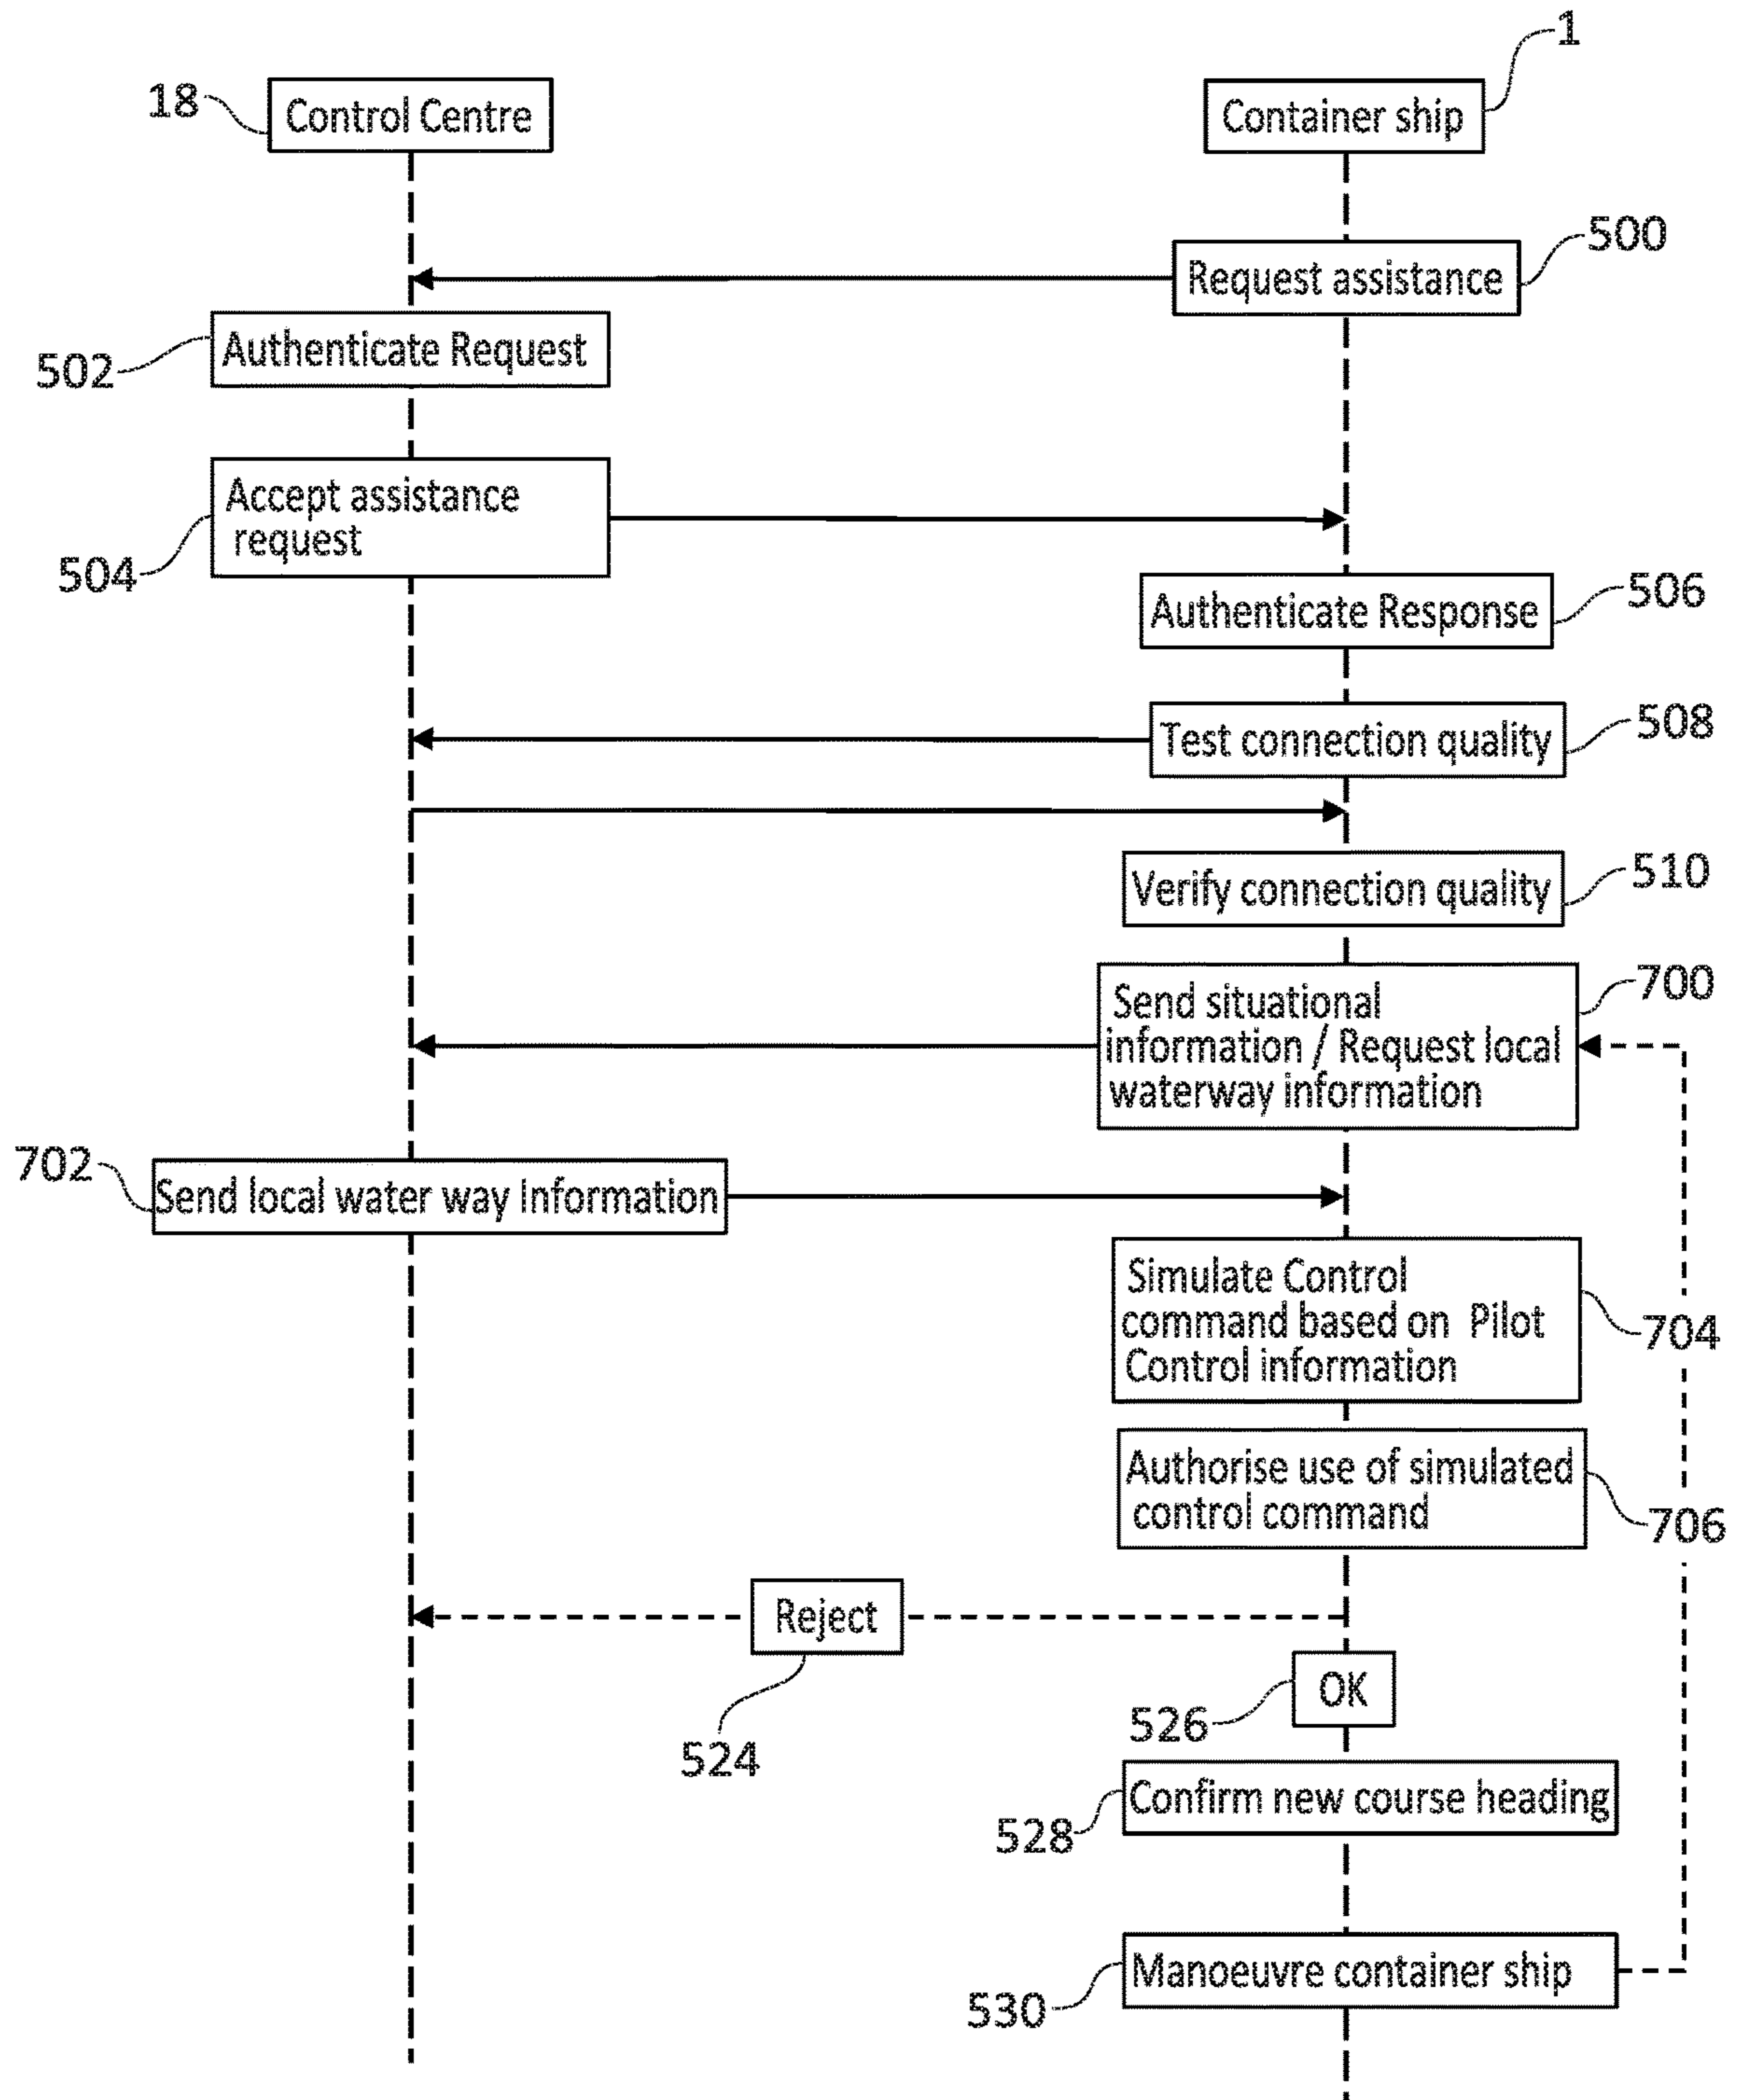 1
18
Control Centre
Container ship
500
Request assistance
502
Authenticate Request
504
Accept assistance
request
506
Authenticate Response
508
Test connection quality
510
Verify connection quality
700
Send situational
information / Request local
waterway information
702
Send local water way Information
704
Simulate Control
command based on Pilot
Control information
706
Authorise use of simulated
control command
Reject
524
OK
526
Confirm new course heading
528
Manoeuvre container ship
530